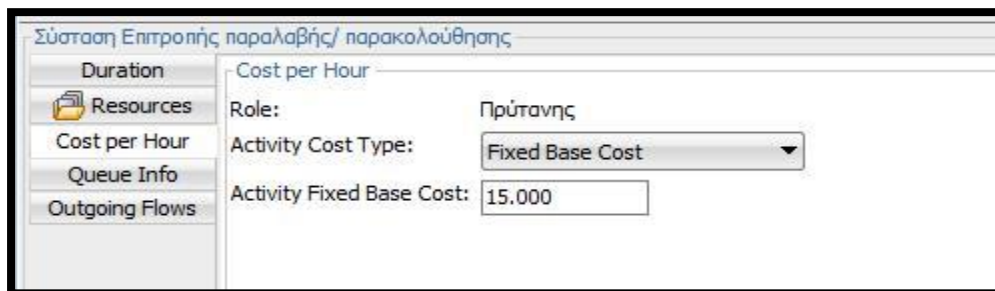 Σύσταση Επιτροπής παραλαβής/ παρακολούθησης
Duration
Resources
Cost per Hour
Queue Info
Outgoing Flows
Cost per Hour
Role: Πρύτανης
Activity Cost Type: Fixed Base Cost
Activity Fixed Base Cost: 15.000